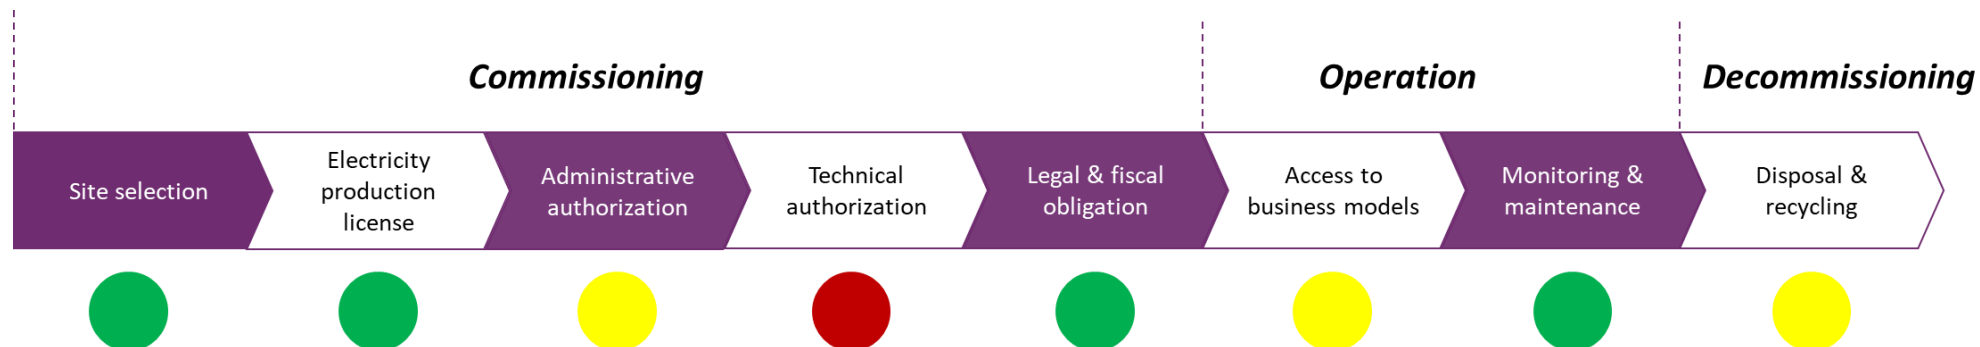 Commissioning
Operation
Decommissioning
Site selection
Electricity
production
license
Administrative
authorization
Technical
authorization
Legal & fiscal
obligation
Access to
business models
Monitoring &
maintenance
Disposal &
recycling